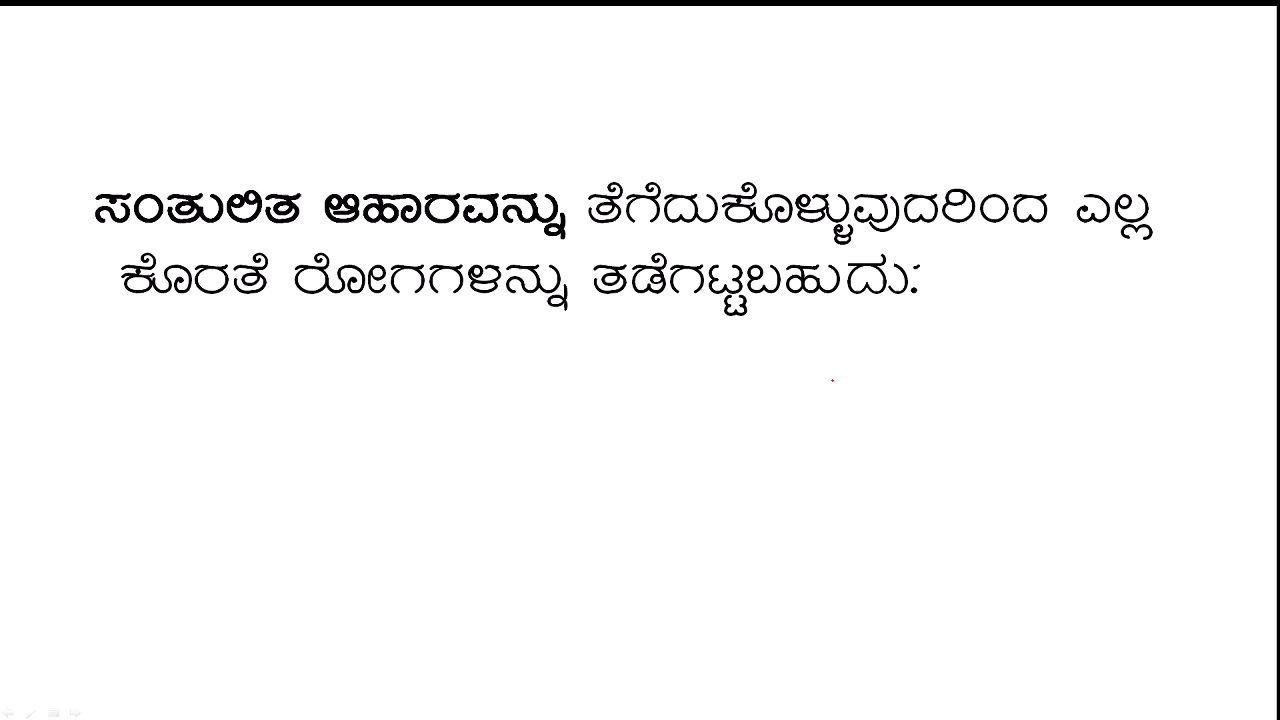 ಸಂತುಲಿತ ಆಹಾರವನ್ನು ತೆಗೆದುಕೊಳ್ಳುವುದರಿಂದ ಎಲ್ಲ
ಕೊರತೆ ರೋಗಗಳನ್ನು ತಡೆಗಟ್ಟಬಹುದು: